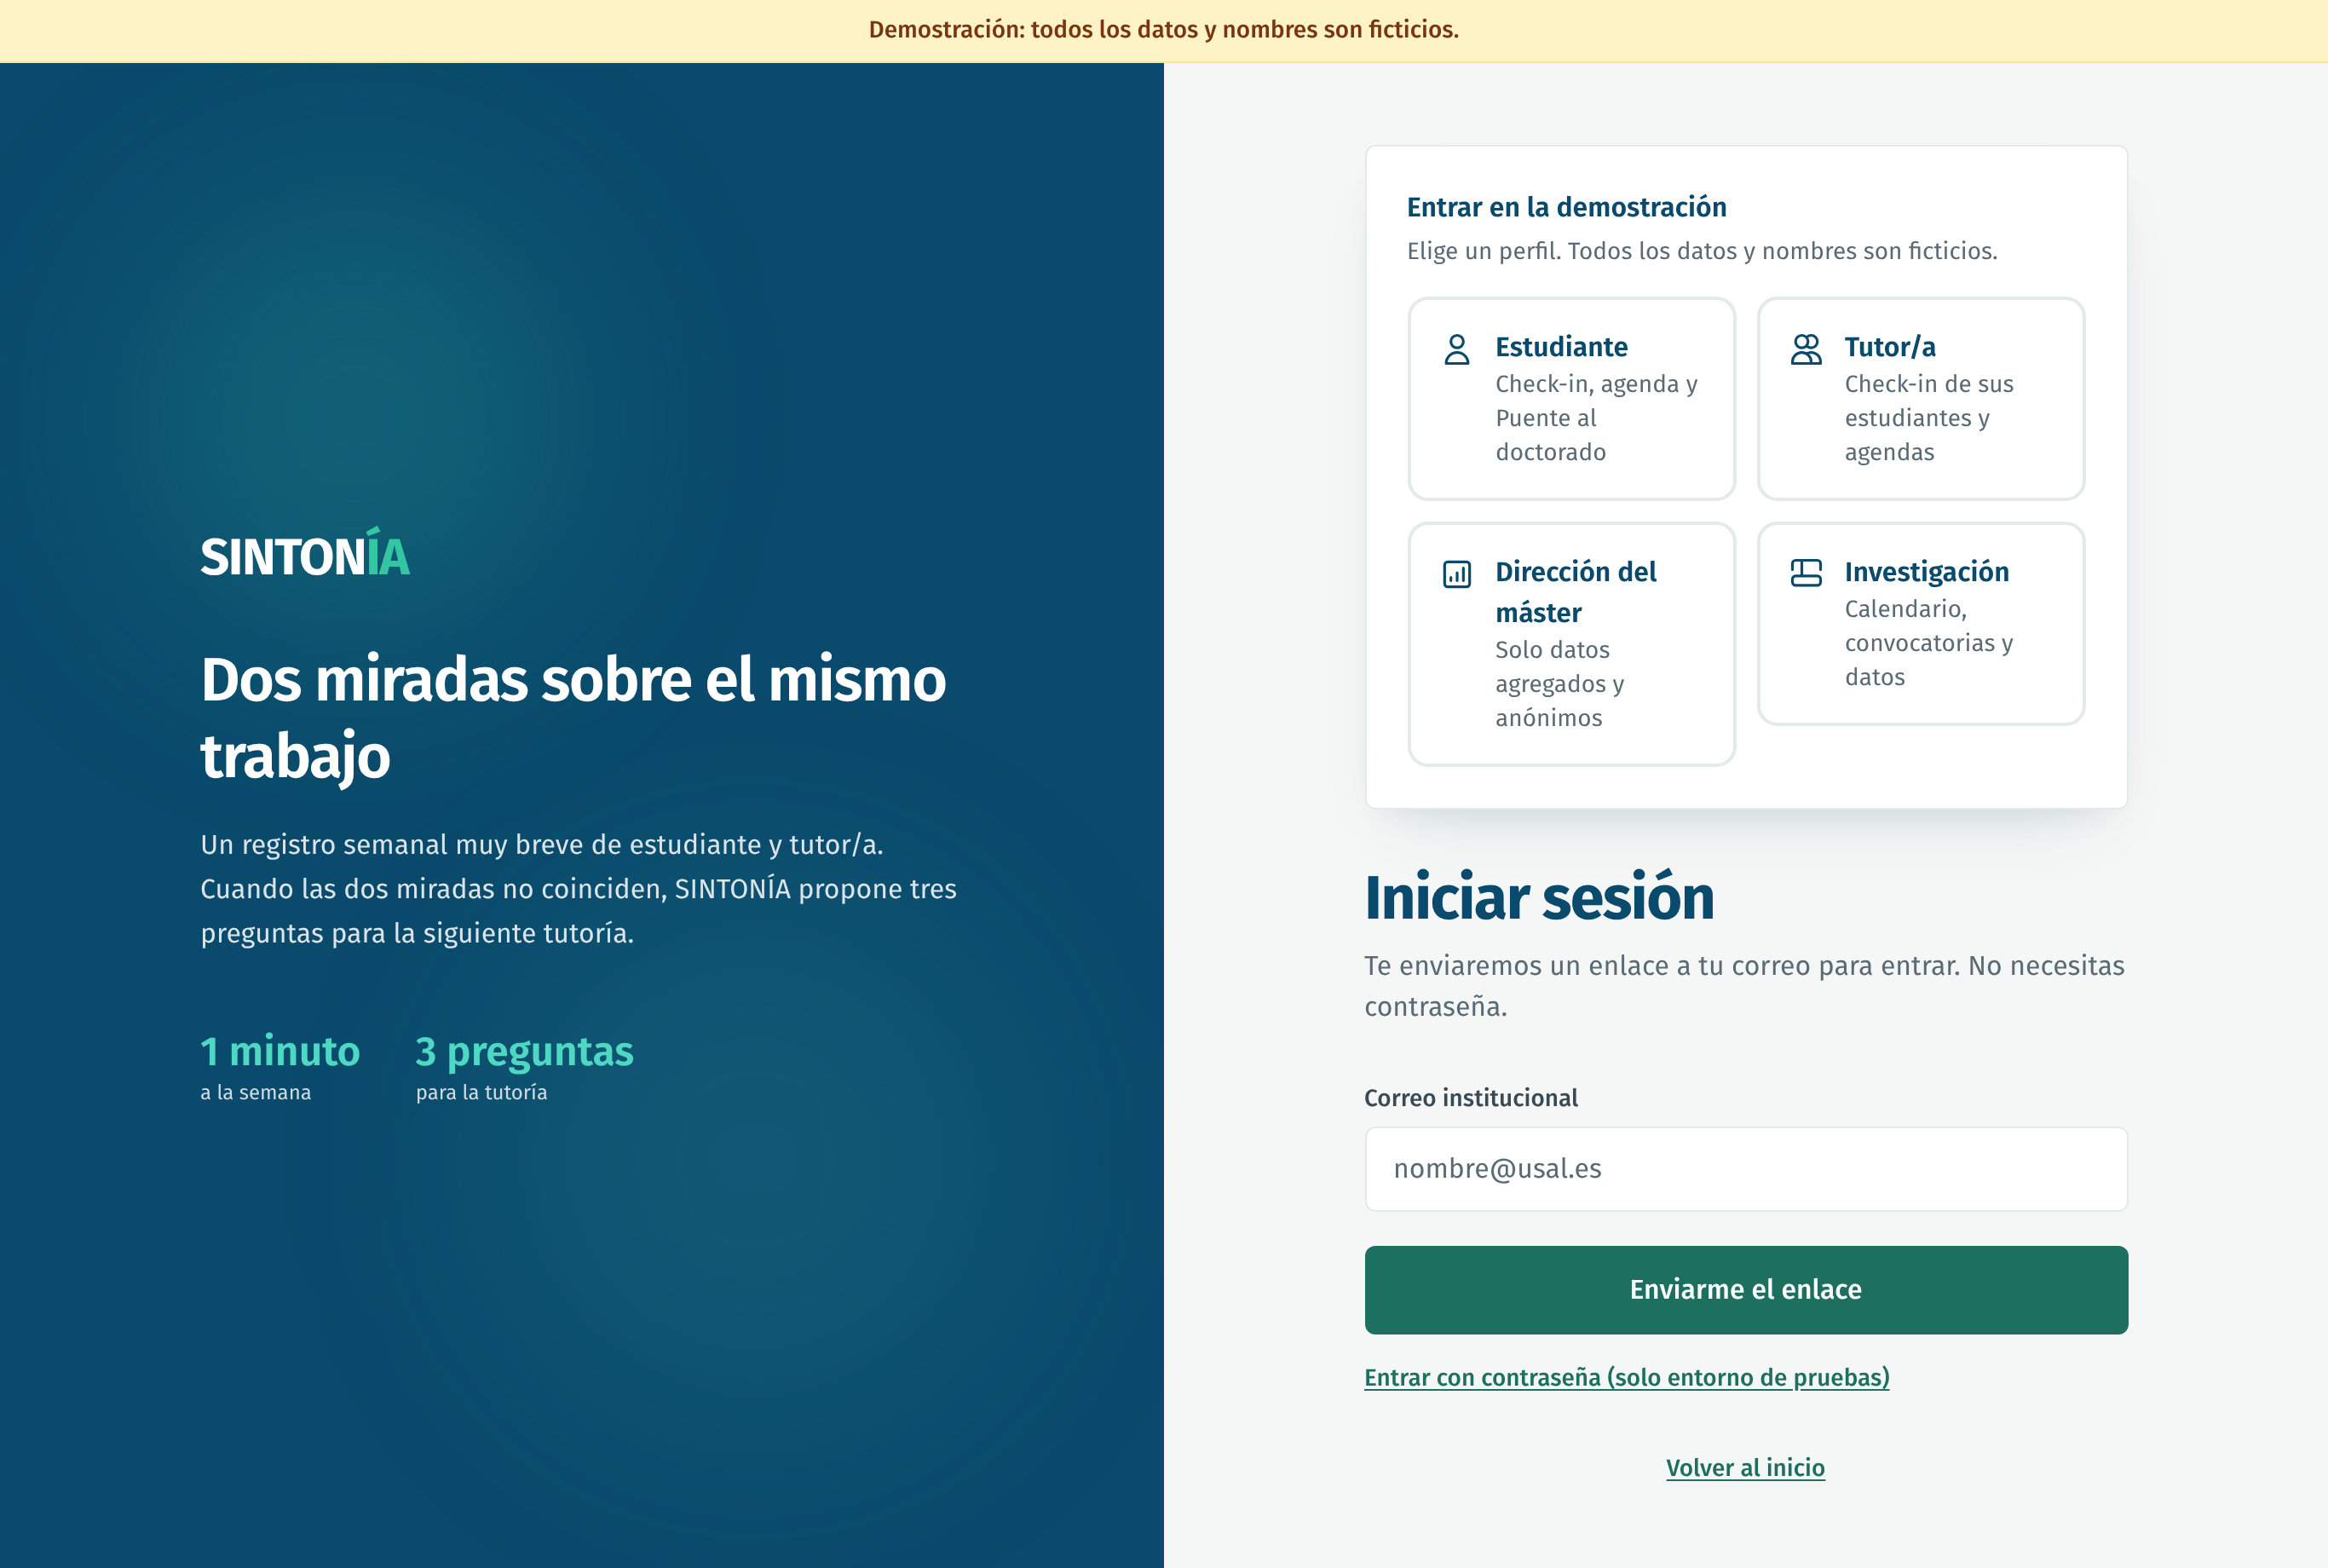 Demostración: todos los datos y nombres son ficticios.
SINTONÍA
Dos miradas sobre el mismo
trabajo
Un registro semanal muy breve de estudiante y tutor/a.
Cuando las dos miradas no coinciden, SINTONÍA propone tres
preguntas para la siguiente tutoría.
1 minuto
a la semana
3 preguntas
para la tutoría
Entrar en la demostración
Elige un perfil. Todos los datos y nombres son ficticios.
Estudiante
Check-in, agenda y
Puente al
doctorado
Tutor/a
Check-in de sus
estudiantes y
agendas
Dirección del
máster
Solo datos
agregados y
anónimos
Investigación
Calendario,
convocatorias y
datos
Iniciar sesión
Te enviaremos un enlace a tu correo para entrar. No necesitas
contraseña.
Correo institucional
nombre@usal.es
Enviarme el enlace
Entrar con contraseña (solo entorno de pruebas)
Volver al inicio